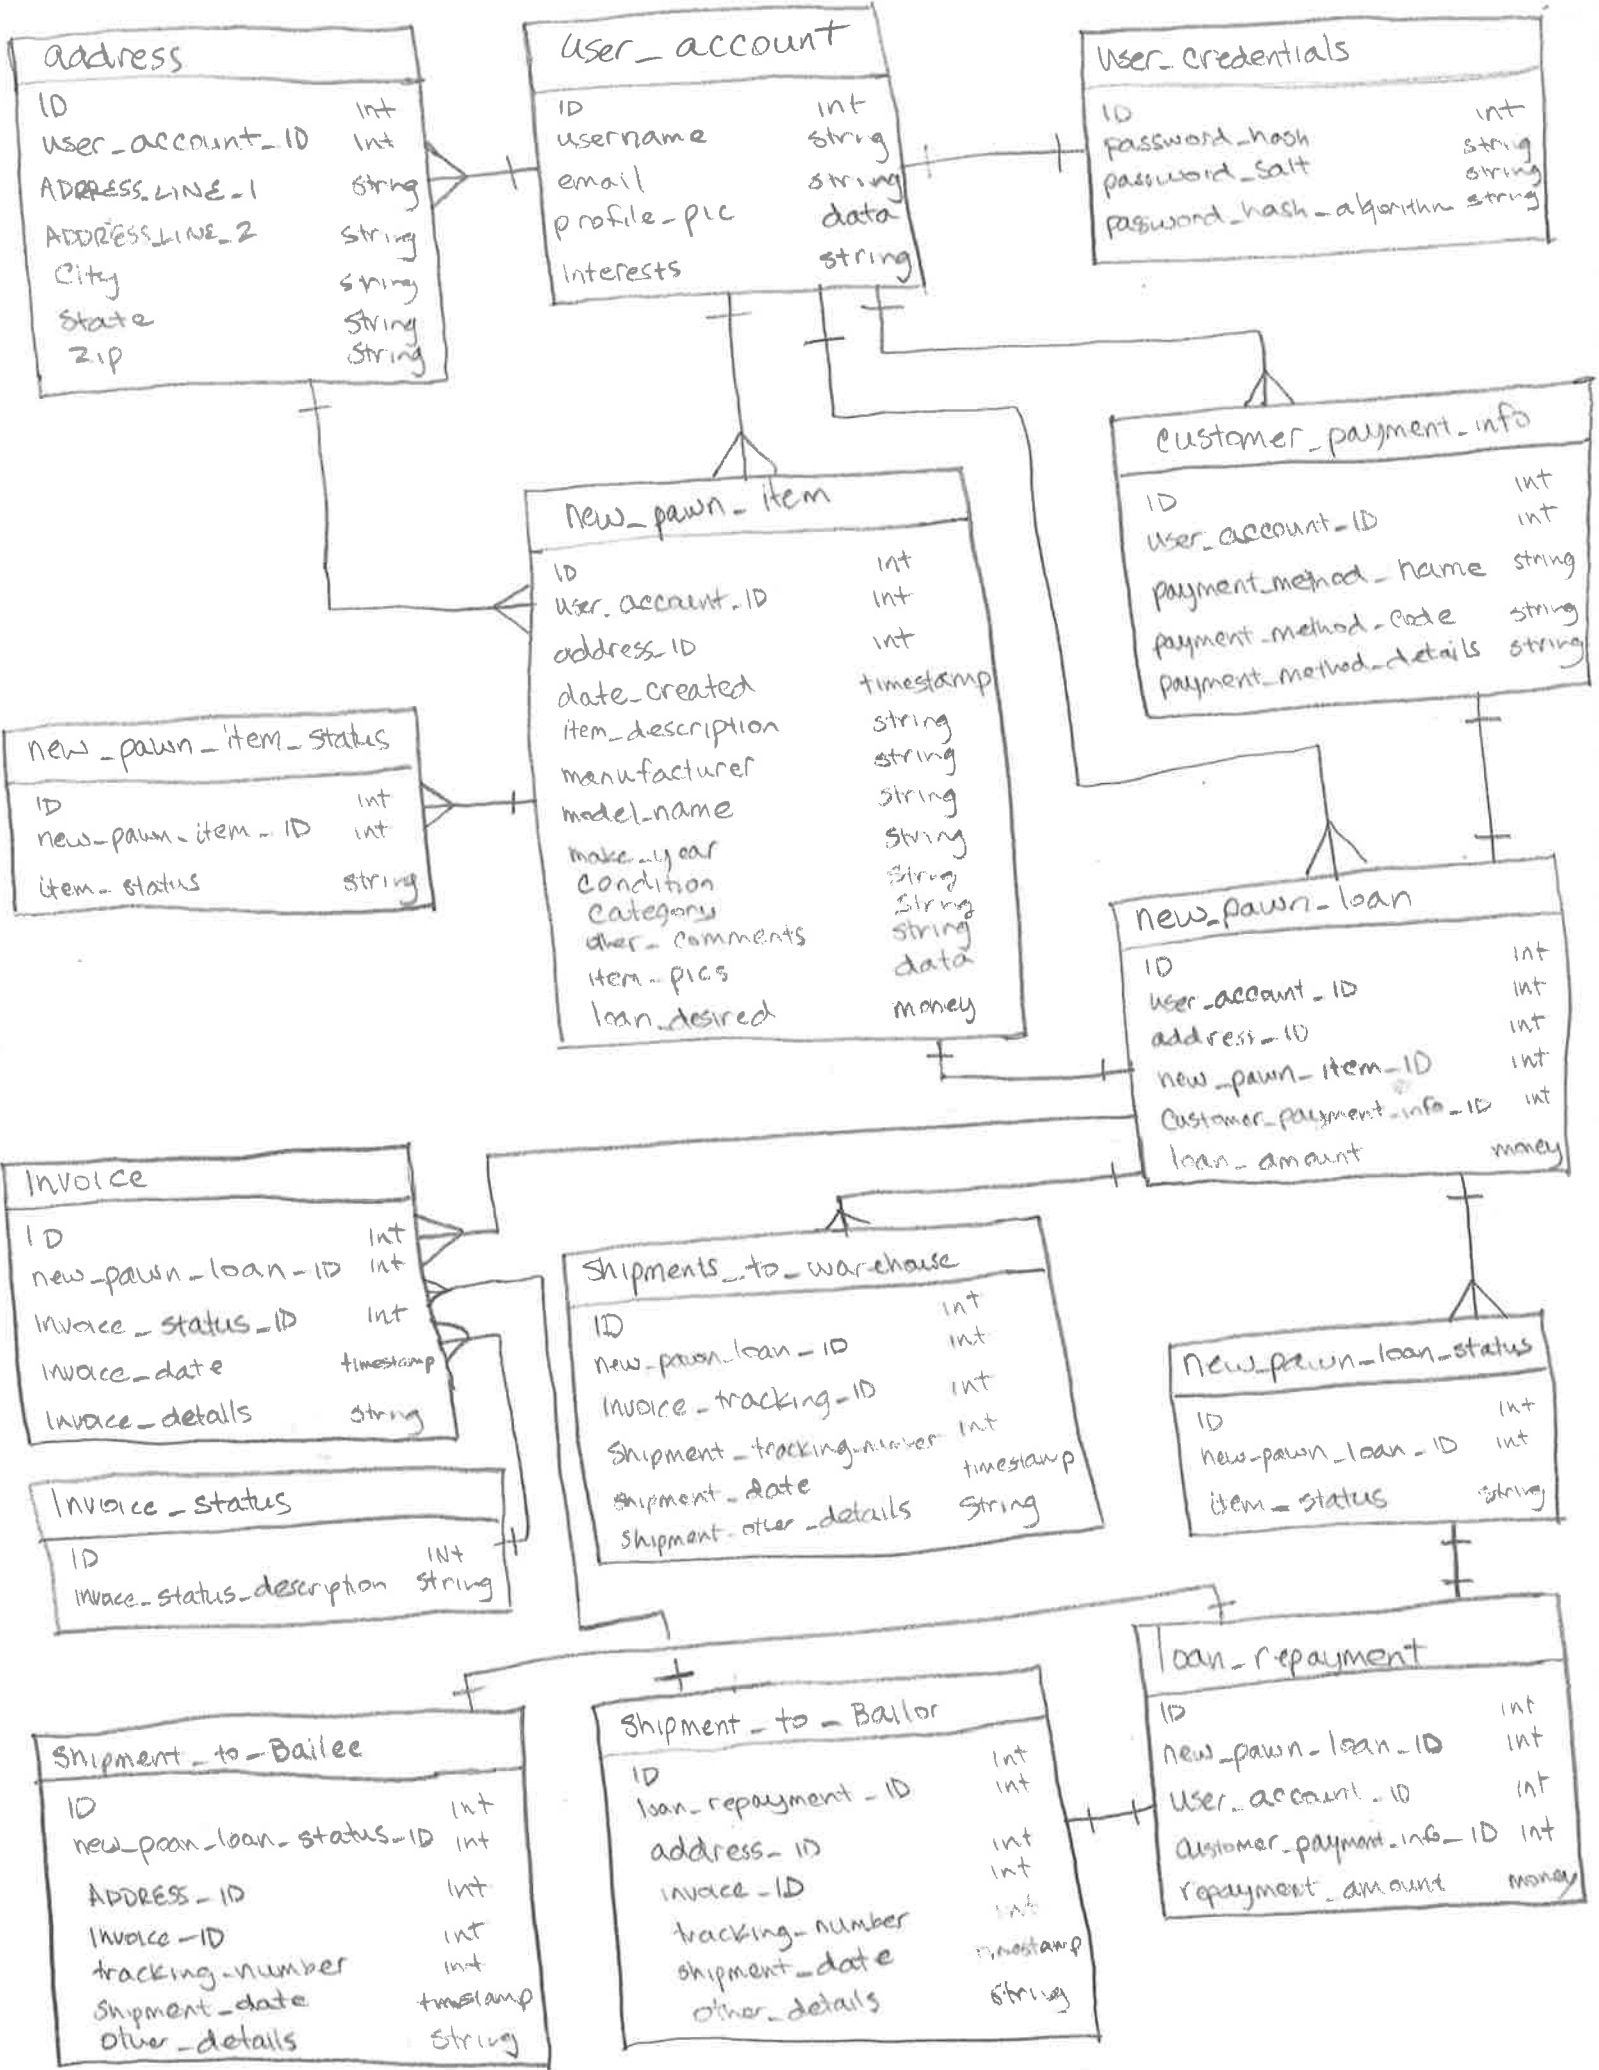 address
ID Int
user_account_ID Int
ADDRESS_LINE_1 string
ADDRESS_LINE_2 string
City string
State string
Zip string
user_account
ID int
username string
email string
profile_pic data
interests string
user_credentials
ID int
password_hash string
password_salt string
password_hash_algorithm string
customer_payment_info
ID int
user_account_ID int
payment_method_name string
payment_method_code string
payment_method_details string
new_pawn_item
ID int
user_account_ID int
address_ID int
date_created timestamp
item_description string
manufacturer string
model_name string
make_year string
condition string
category string
other_comments string
item_pics data
loan_desired money
new_pawn_item_status
ID int
new_pawn_item_ID int
item_status string
new_pawn_loan
ID int
user_account_ID int
address_ID int
new_pawn_item_ID int
customer_payment_info_ID int
loan_amount money
Invoice
ID int
new_pawn_loan_ID int
Invoice_status_ID int
invoice_date timestamp
Invoice_details string
shipments_to_warehouse
ID int
new_pawn_loan_ID int
Invoice_tracking_ID int
shipment_tracking_number int
shipment_date timestamp
shipment_other_details string
new_pawn_loan_status
ID int
new_pawn_loan_ID int
item_status string
Invoice_status
ID INt
invoice_status_description string
loan_repayment
ID int
new_pawn_loan_ID int
user_account_ID int
customer_payment_info_ID int
repayment_amount money
Shipment_to_Bailee
ID int
new_poan_loan_status_ID int
ADDRESS_ID int
Invoice_ID int
tracking_number int
shipment_date timestamp
other_details string
shipment_to_Bailor
ID int
loan_repayment_ID int
address_ID int
invoice_ID int
tracking_number int
shipment_date timestamp
other_details string